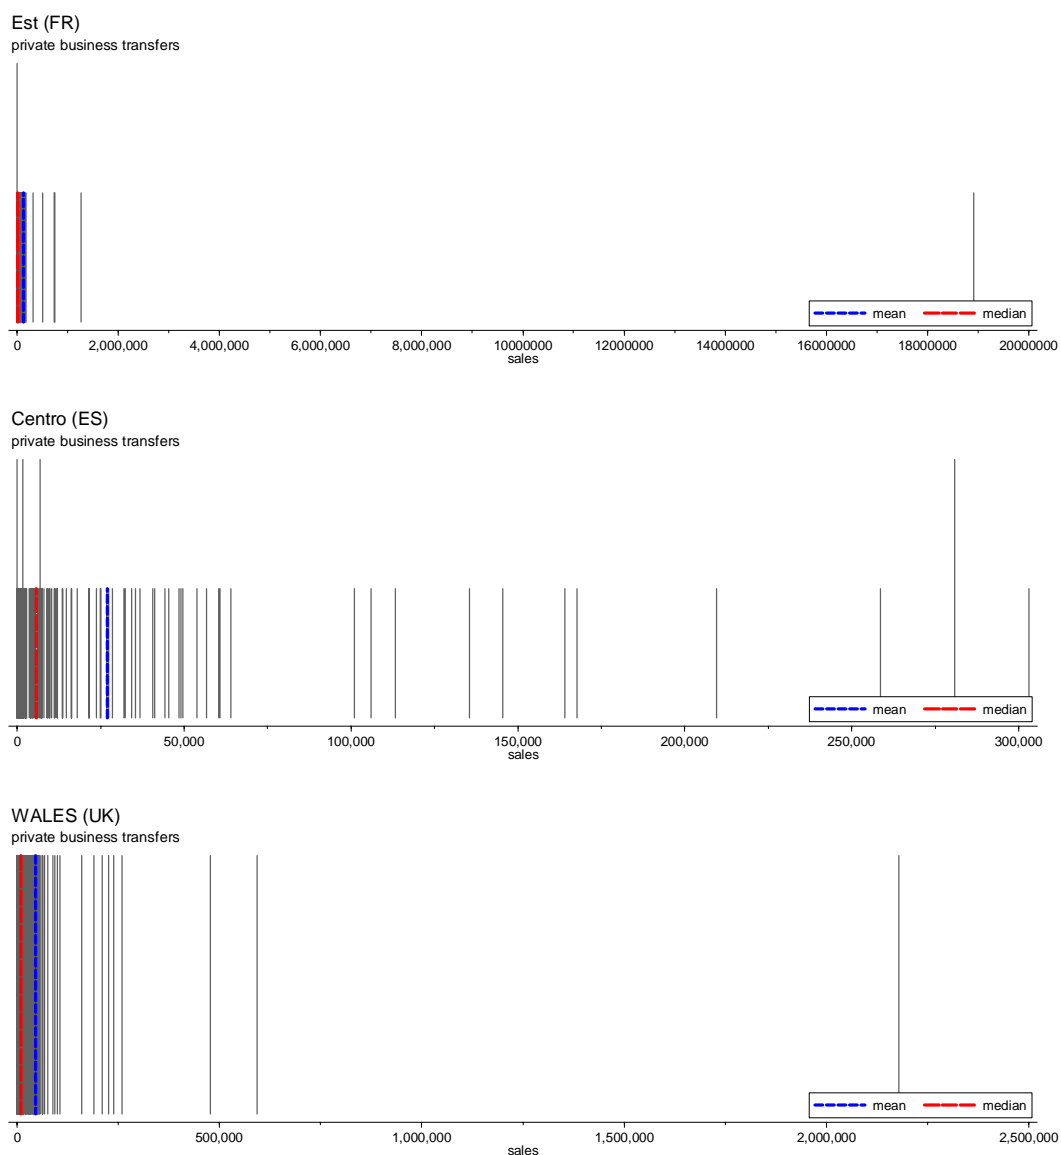 Est (FR)
private business transfers
mean median
0 2,000,000 4,000,000 6,000,000 8,000,000 10000000 12000000 14000000 16000000 18000000 20000000
sales
Centro (ES)
private business transfers
mean median
0 50,000 100,000 150,000 200,000 250,000 300,000
sales
WALES (UK)
private business transfers
mean median
0 500,000 1,000,000 1,500,000 2,000,000 2,500,000
sales